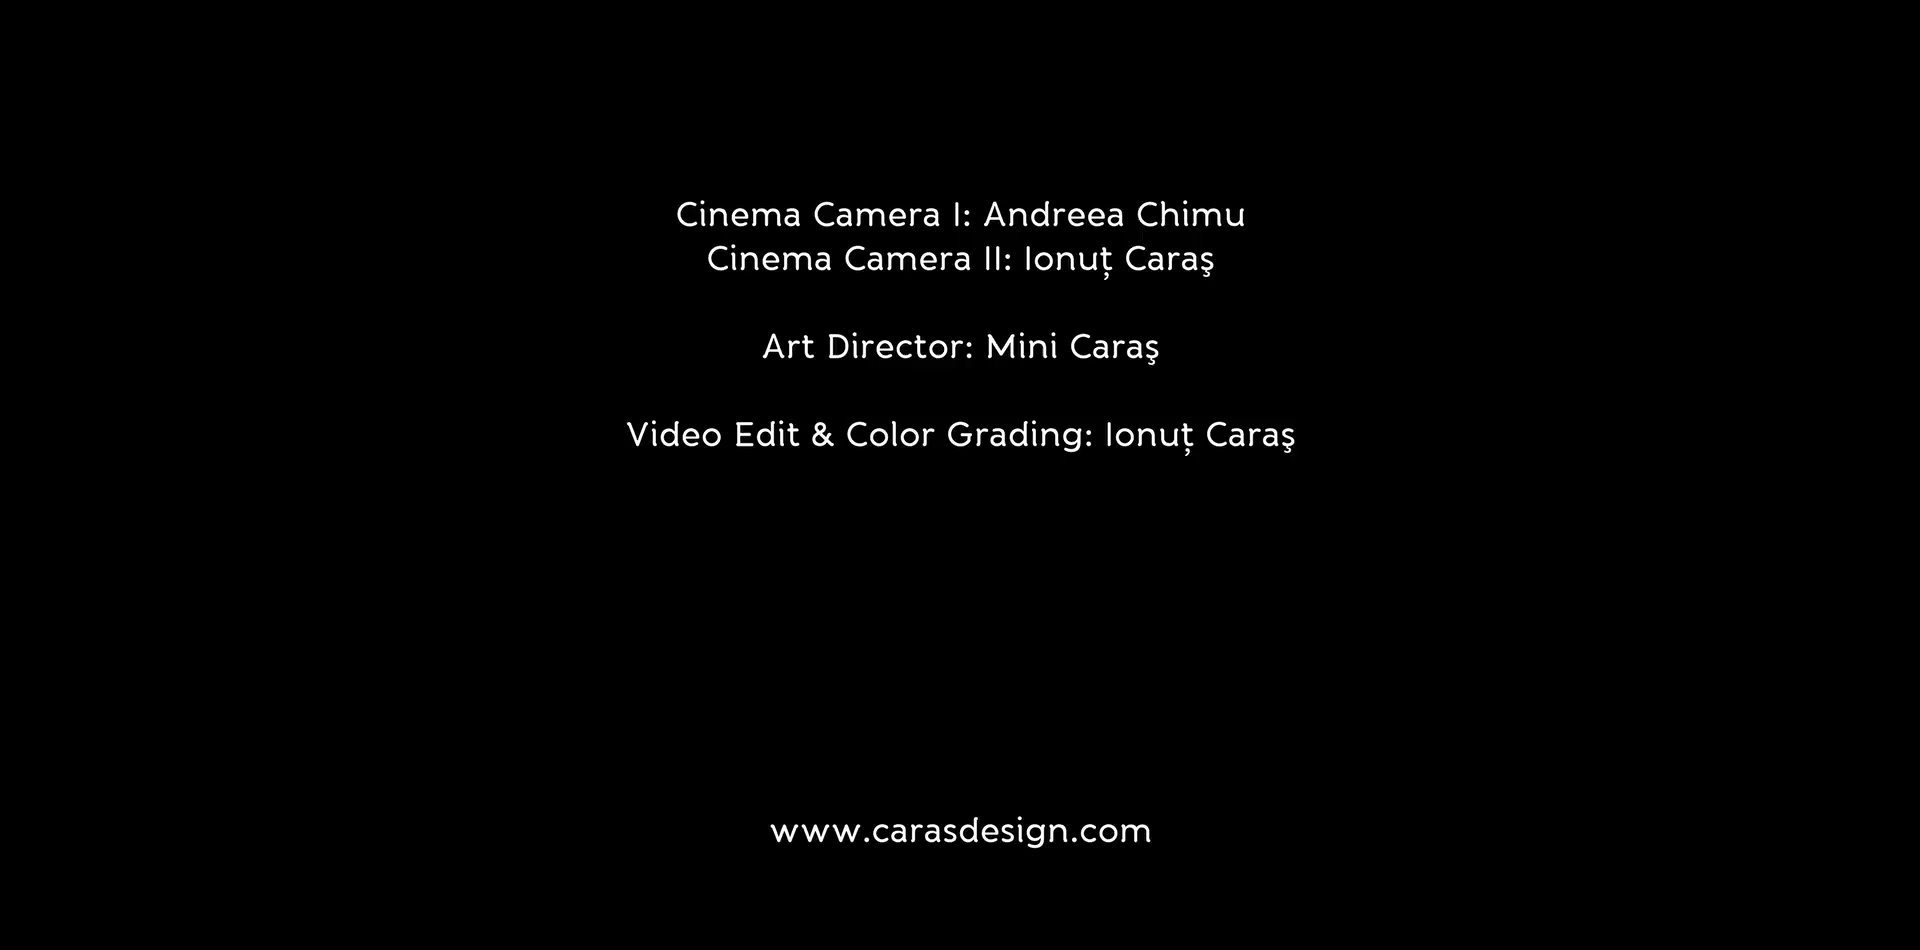 Cinema Camera I: Andreea Chimu
Cinema Camera II: Ionuț Caraş
Art Director: Mini Caraş
Video Edit & Color Grading: Ionuț Caraş
www.carasdesign.com